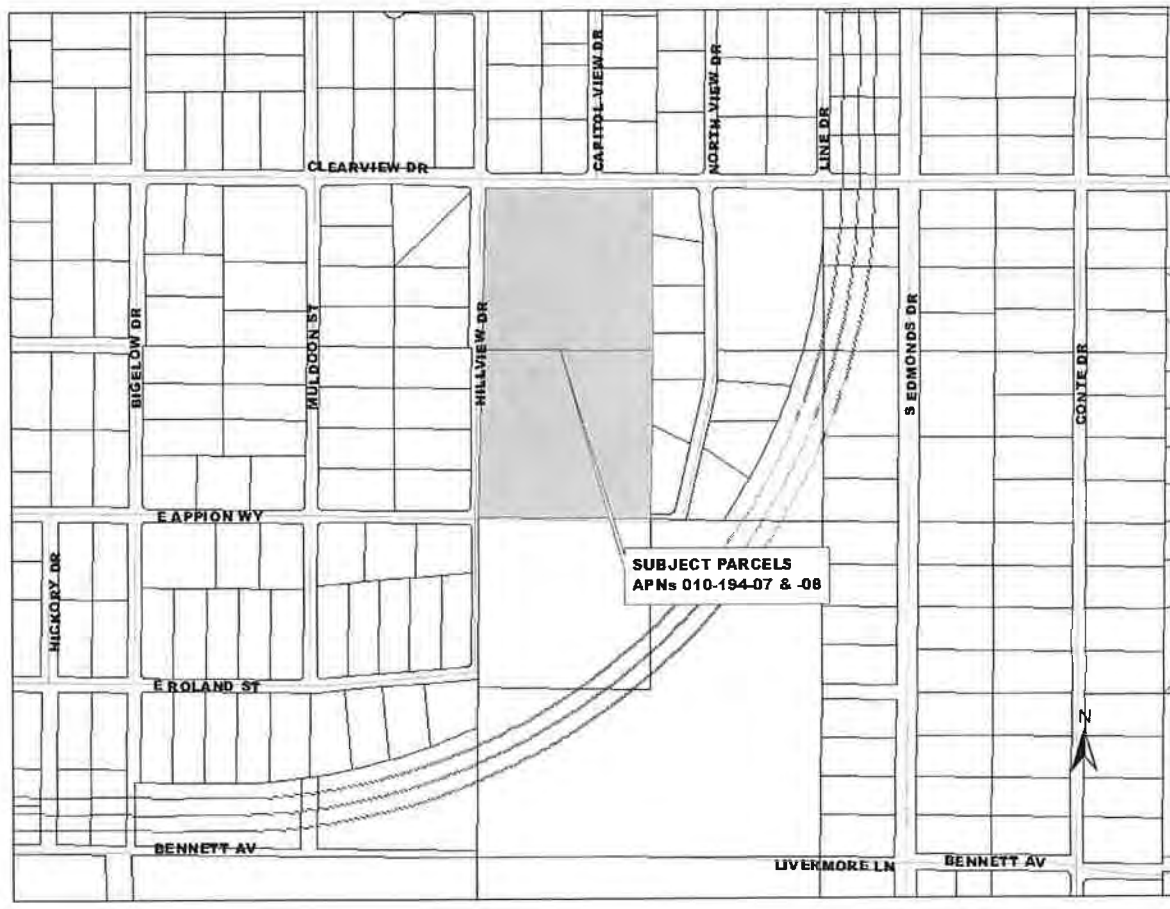 CAPITOL VIEW DR
NORTH VIEW DR
LINE DR
CLEARVIEW DR
BIGELOW DR
MULDOON ST
HILLVIEW DR
S EDMONDS DR
CONTE DR
E APPION WY
HICKORY DR
SUBJECT PARCELS
APNs 010-194-07 & -08
E ROLAND ST
N
BENNETT AV
LIVERMORE LN
BENNETT AV